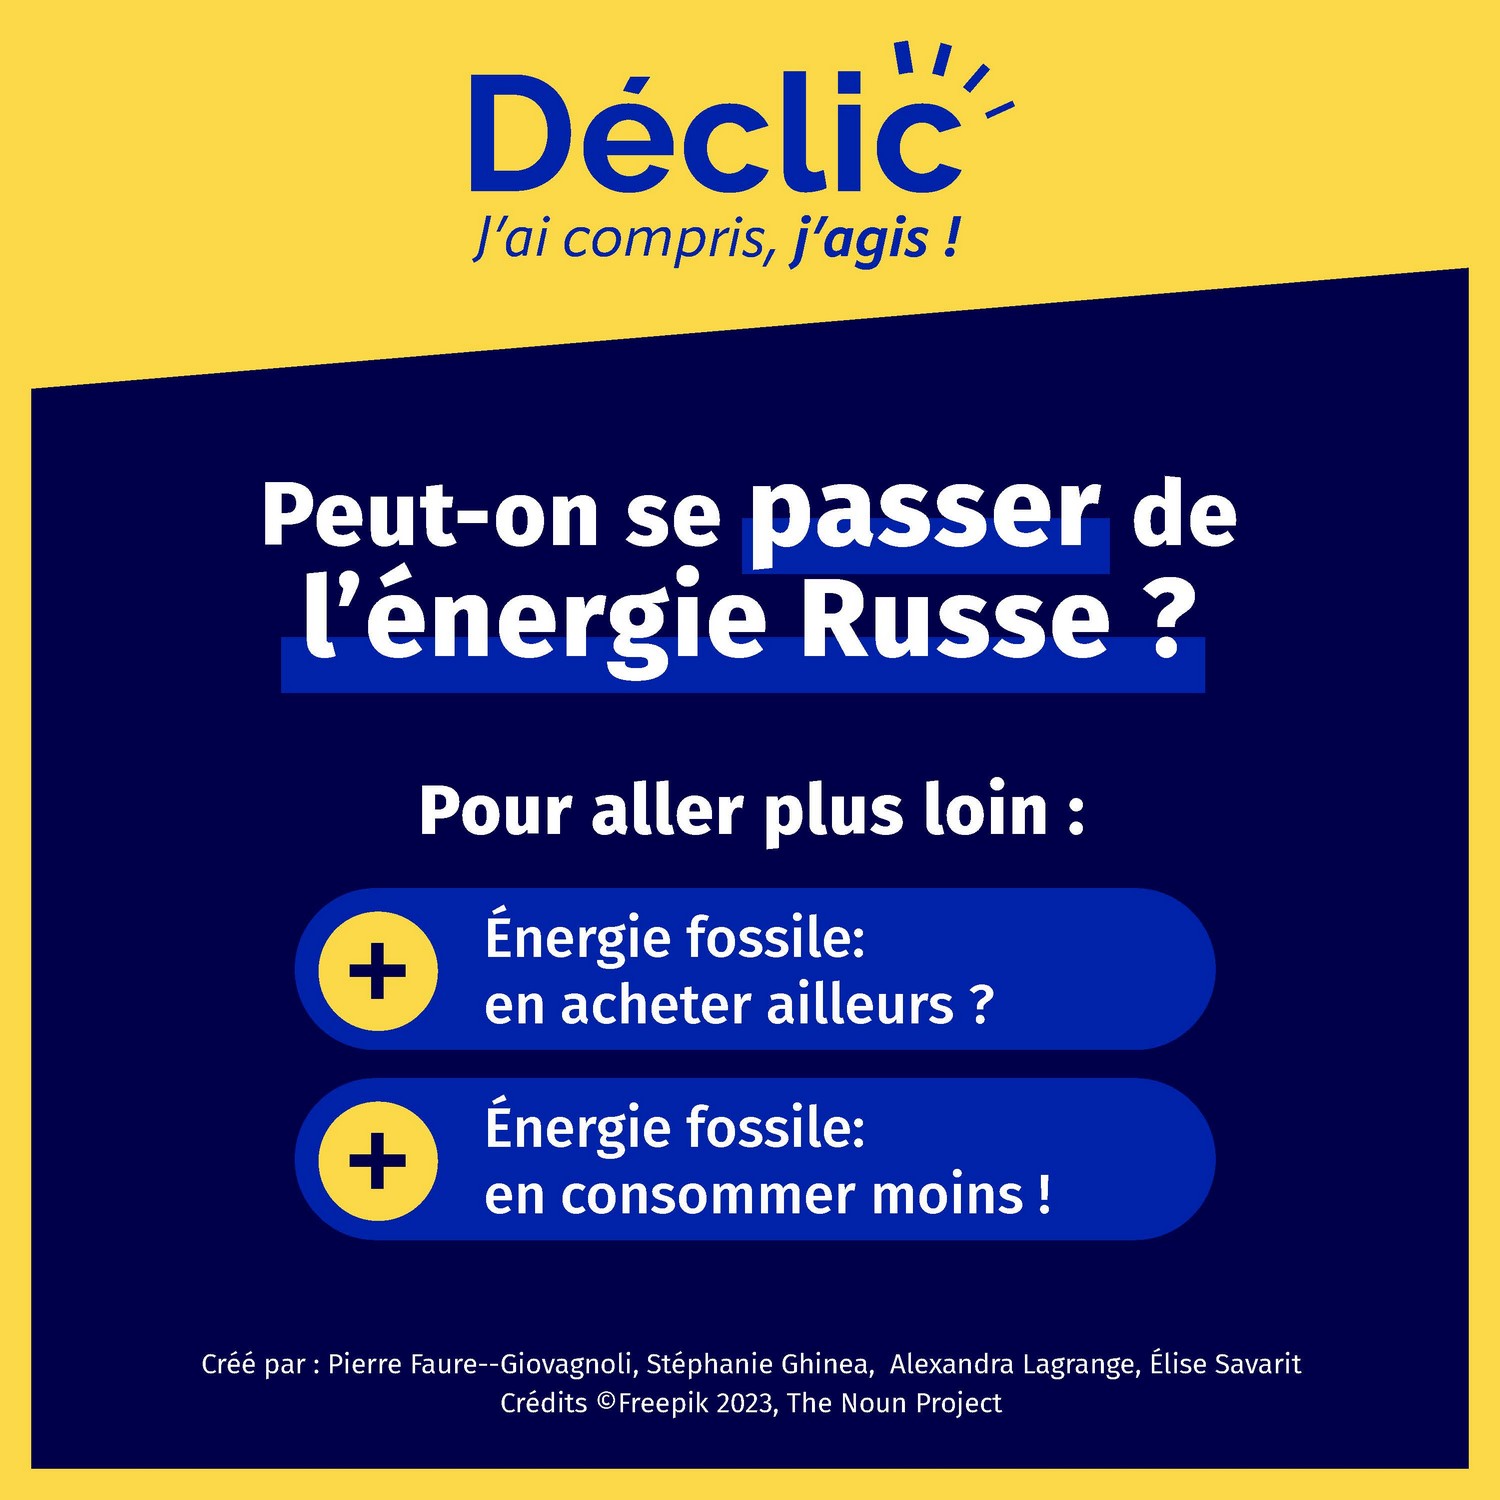 Déclic
J’ai compris, j’agis !
Peut-on se passer de
l’énergie Russe ?
Pour aller plus loin :
+ Énergie fossile:
en acheter ailleurs ?
+ Énergie fossile:
en consommer moins !
Créé par : Pierre Faure--Giovagnoli, Stéphanie Ghinea,  Alexandra Lagrange, Élise Savarit
Crédits ©Freepik 2023, The Noun Project